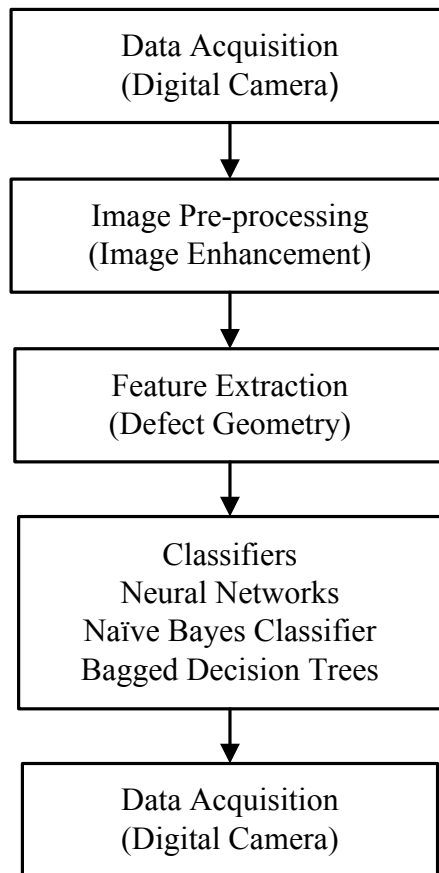 Data Acquisition
(Digital Camera)
Image Pre-processing
(Image Enhancement)
Feature Extraction
(Defect Geometry)
Classifiers
Neural Networks
Naïve Bayes Classifier
Bagged Decision Trees
Data Acquisition
(Digital Camera)